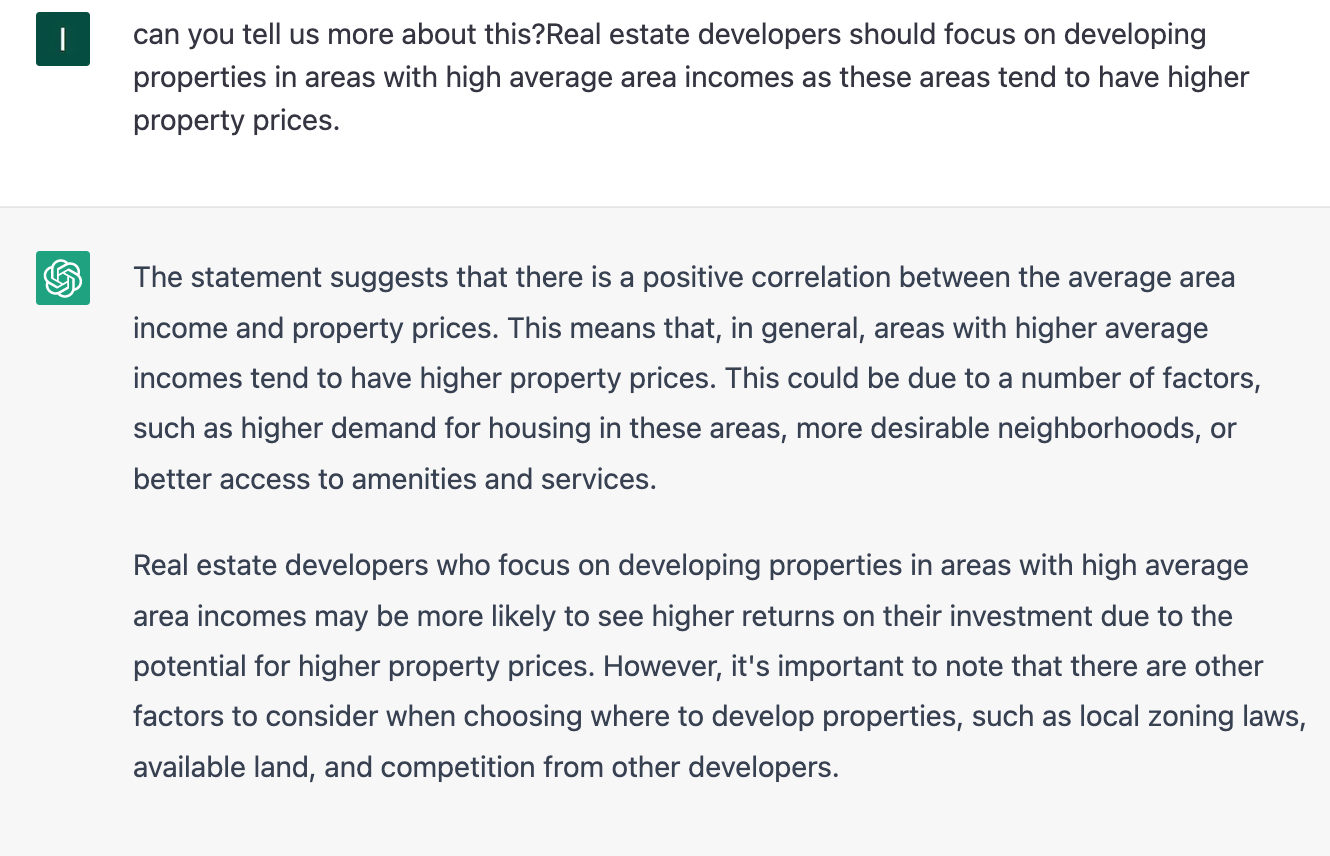 I
can you tell us more about this?Real estate developers should focus on developing
properties in areas with high average area incomes as these areas tend to have higher
property prices.
The statement suggests that there is a positive correlation between the average area
income and property prices. This means that, in general, areas with higher average
incomes tend to have higher property prices. This could be due to a number of factors,
such as higher demand for housing in these areas, more desirable neighborhoods, or
better access to amenities and services.
Real estate developers who focus on developing properties in areas with high average
area incomes may be more likely to see higher returns on their investment due to the
potential for higher property prices. However, it's important to note that there are other
factors to consider when choosing where to develop properties, such as local zoning laws,
available land, and competition from other developers.